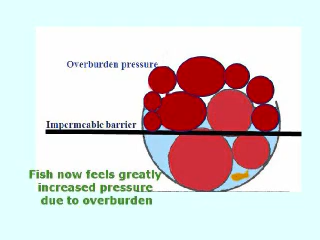 Overburden pressure
Impermeable barrier
Fish now feels greatly
increased pressure
due to overburden